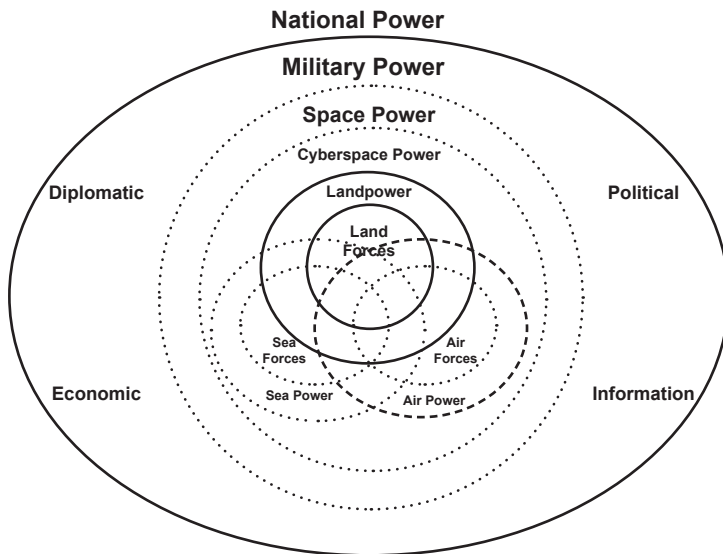 National Power
Military Power
Space Power
Cyberspace Power
Diplomatic
Political
Landpower
Land
Forces
Sea
Forces
Air
Forces
Economic
Sea Power
Air Power
Information